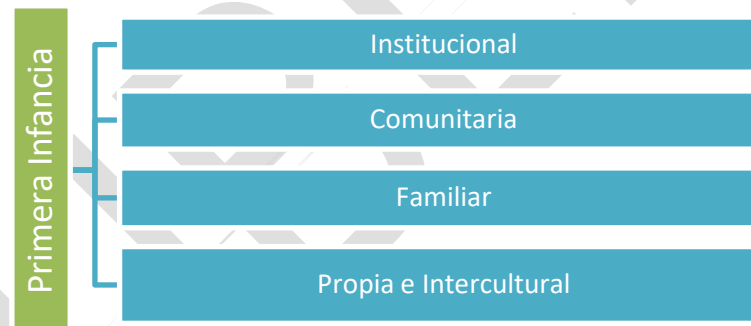 Primera Infancia
Institucional
Comunitaria
Familiar
Propia e Intercultural